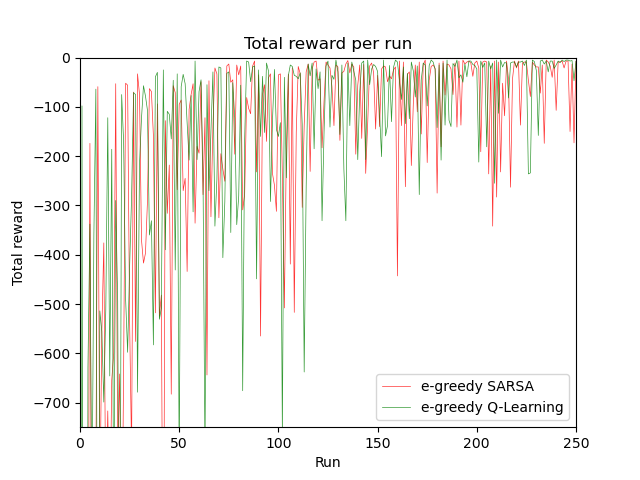 Total reward per run
Total reward
0
−100
−200
−300
−400
−500
−600
−700
e-greedy SARSA
e-greedy Q-Learning
0 50 100 150 200 250
Run